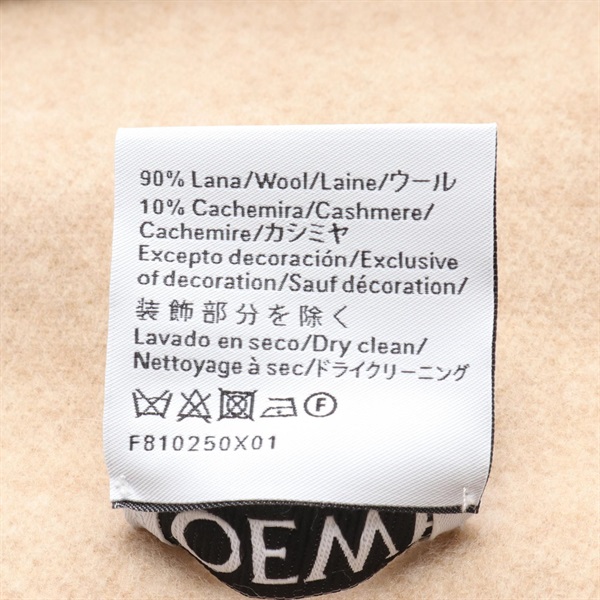 90% Lana/Wool/Laine/ウール
10% Cachemira/Cashmere/
Cachemire/カシミヤ
Excepto decoración/Exclusive
of decoration/Sauf décoration/
装飾部分を除く
Lavado en seco/Dry clean/
Nettoyage à sec/ドライクリーニング
F
F810250X01
OEW